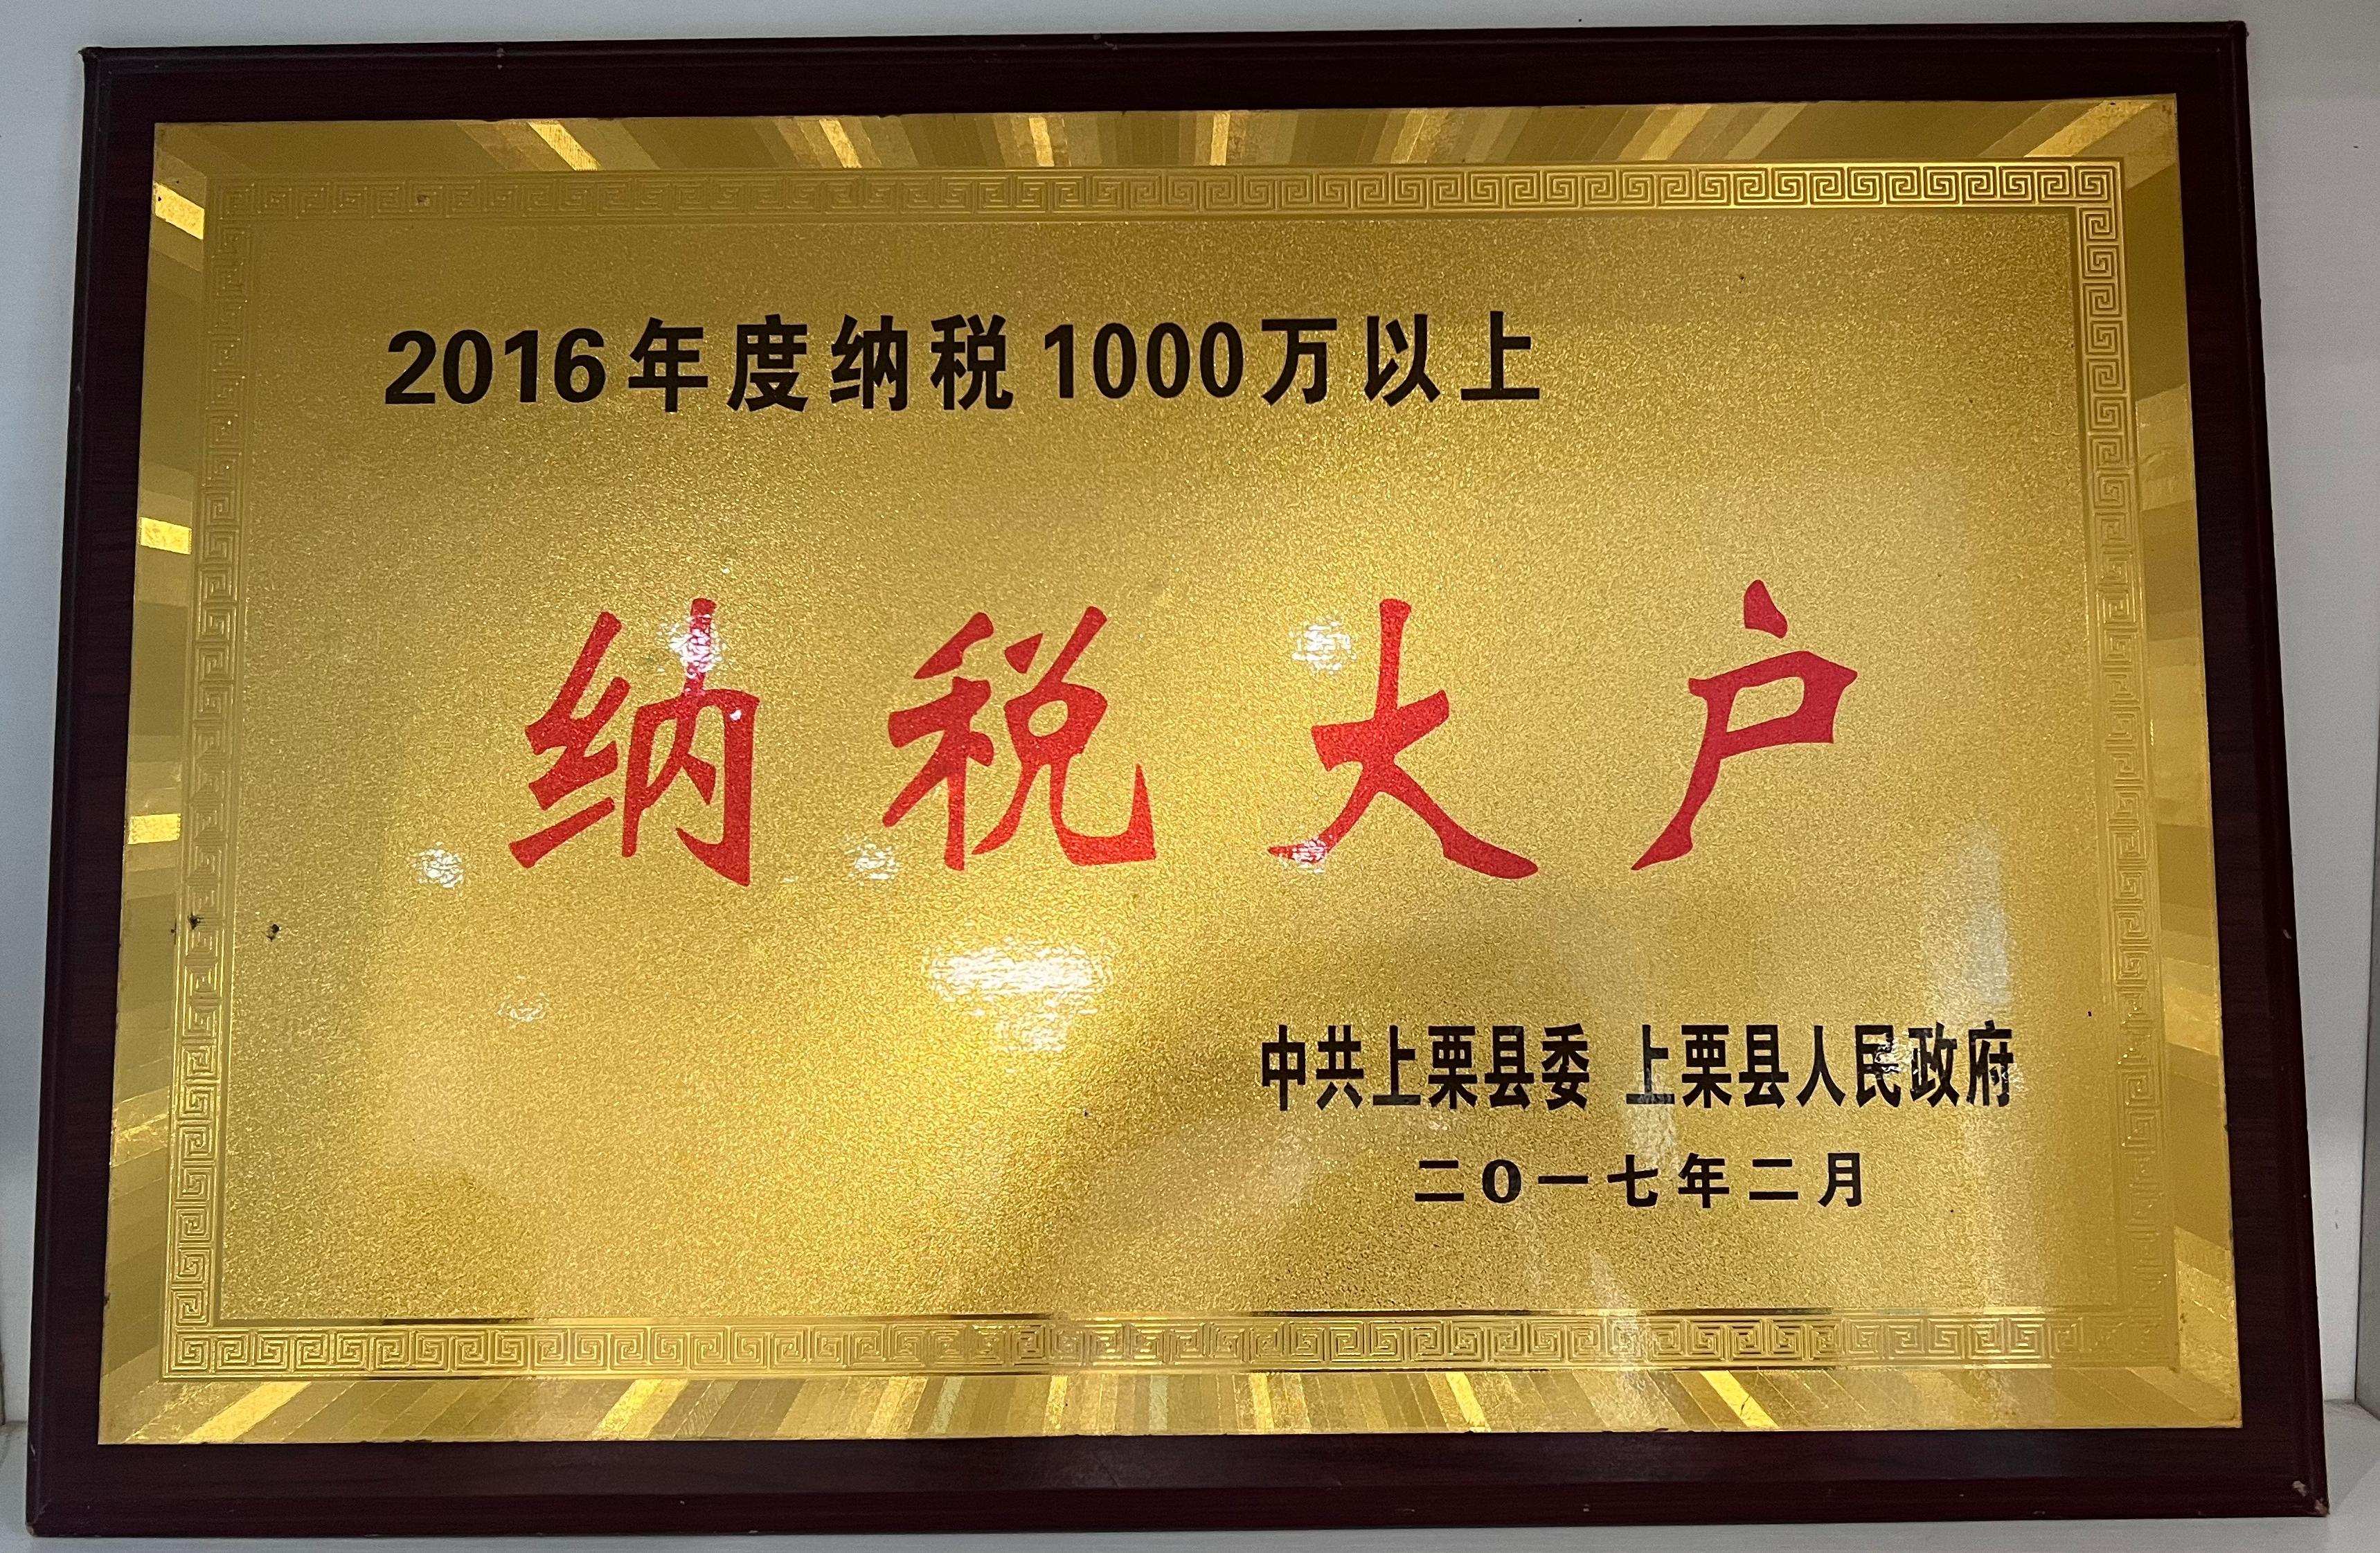 2016年度纳税1000万以上
纳税大户
中共上栗县委 上栗县人民政府
二0一七年二月